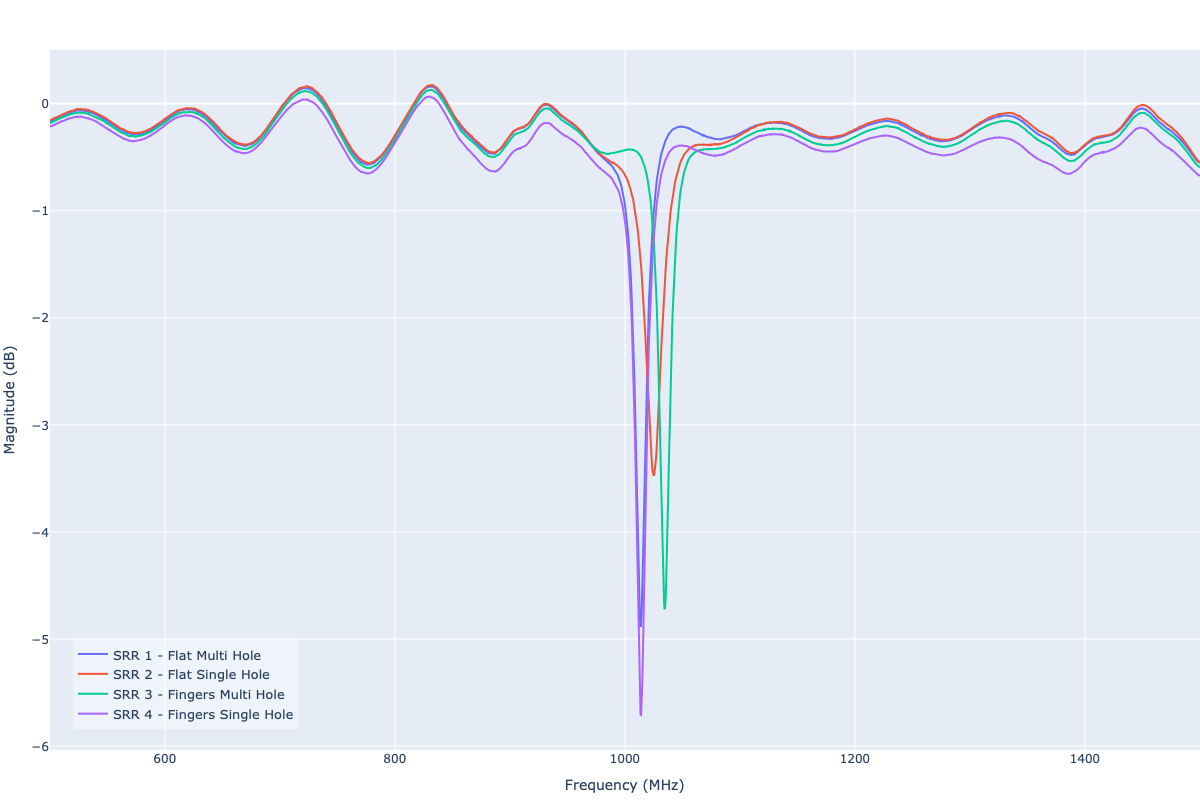 0
−1
−2
−3
−4
−5
−6
Magnitude (dB)
SRR 1 - Flat Multi Hole
SRR 2 - Flat Single Hole
SRR 3 - Fingers Multi Hole
SRR 4 - Fingers Single Hole
600
800
1000
1200
1400
Frequency (MHz)